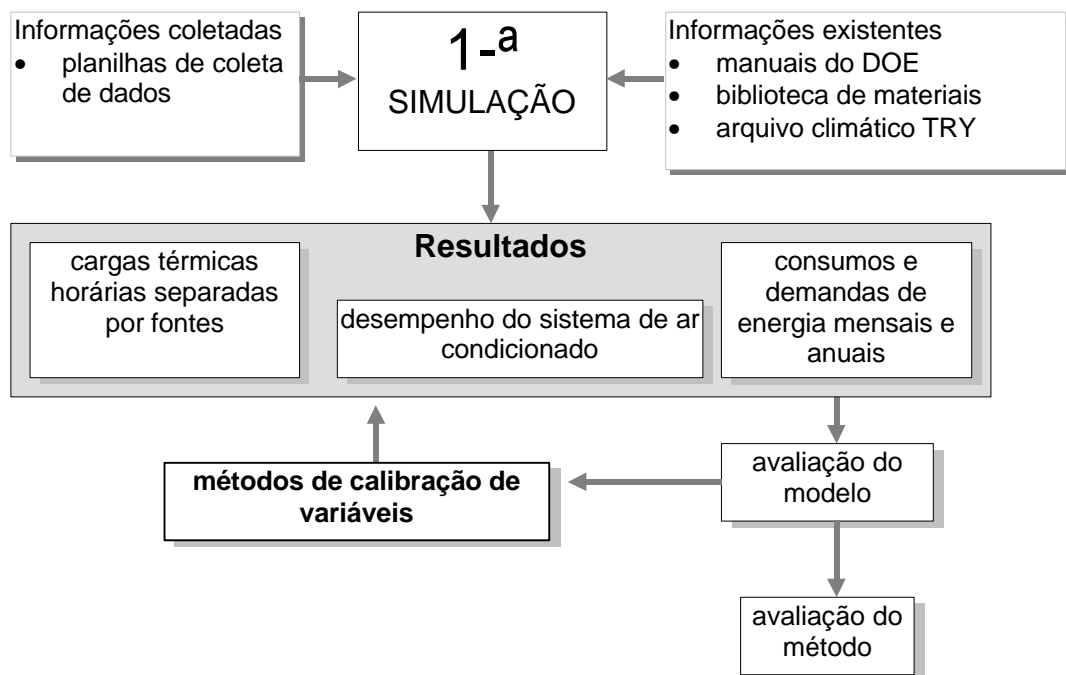 Informações coletadas
• planilhas de coleta
de dados
1-ª
SIMULAÇÃO
Informações existentes
• manuais do DOE
• biblioteca de materiais
• arquivo climático TRY
Resultados
cargas térmicas
horárias separadas
por fontes
desempenho do sistema de ar
condicionado
consumos e
demandas de
energia mensais e
anuais
métodos de calibração de
variáveis
avaliação do
modelo
avaliação do
método